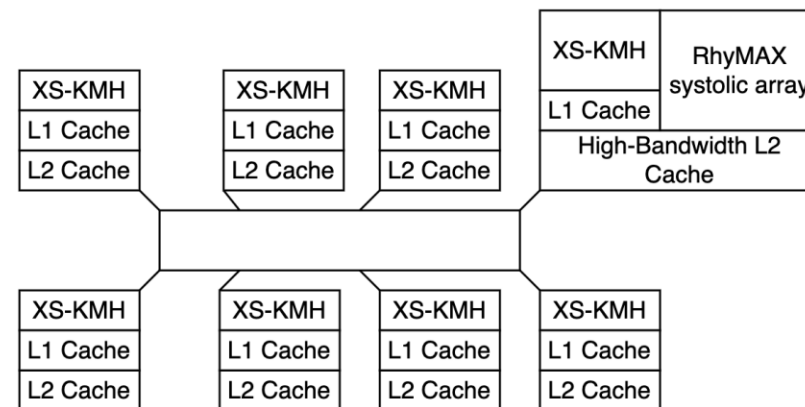 XS-KMH
L1 Cache
L2 Cache
XS-KMH
L1 Cache
L2 Cache
XS-KMH
L1 Cache
L2 Cache
XS-KMH
L1 Cache
RhyMAX
systolic array
High-Bandwidth L2
Cache
XS-KMH
L1 Cache
L2 Cache
XS-KMH
L1 Cache
L2 Cache
XS-KMH
L1 Cache
L2 Cache
XS-KMH
L1 Cache
L2 Cache